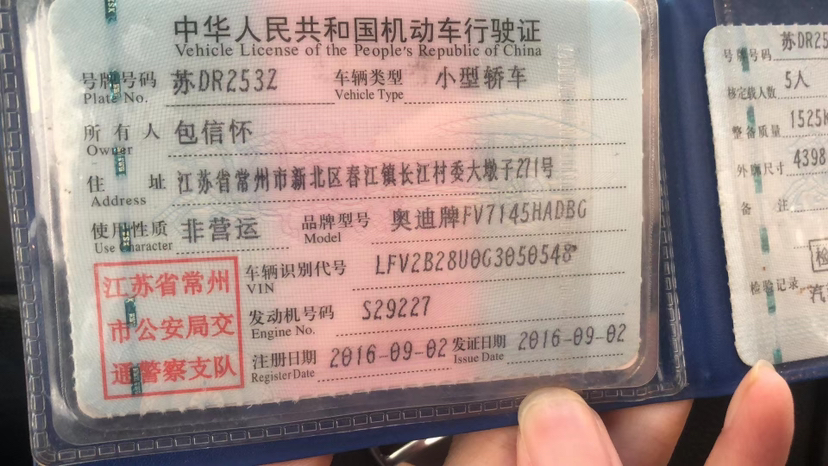 中华人民共和国机动车行驶证
Vehicle License of the People's Republic of China
号牌号码 苏DR253Z 车辆类型 小型轿车
Plate No. Vehicle Type
所有人 包信怀
Owner
住址 江苏省常州市新北区春江镇长江村委大墩子271号
Address
使用性质 非营运 品牌型号 奥迪牌FV7145HADBG
Use Character Model
车辆识别代号 LFV2B28U0G3050548
VIN
发动机号码 S29227
Engine No.
注册日期 2016-09-02 发证日期 2016-09-02
Register Date Issue Date
江苏省常州
市公安局交
通警察支队
号牌号码 苏DR25
核定载人数 5人
整备质量 1525k
外廓尺寸 4398
备注
检验记录
检
汽